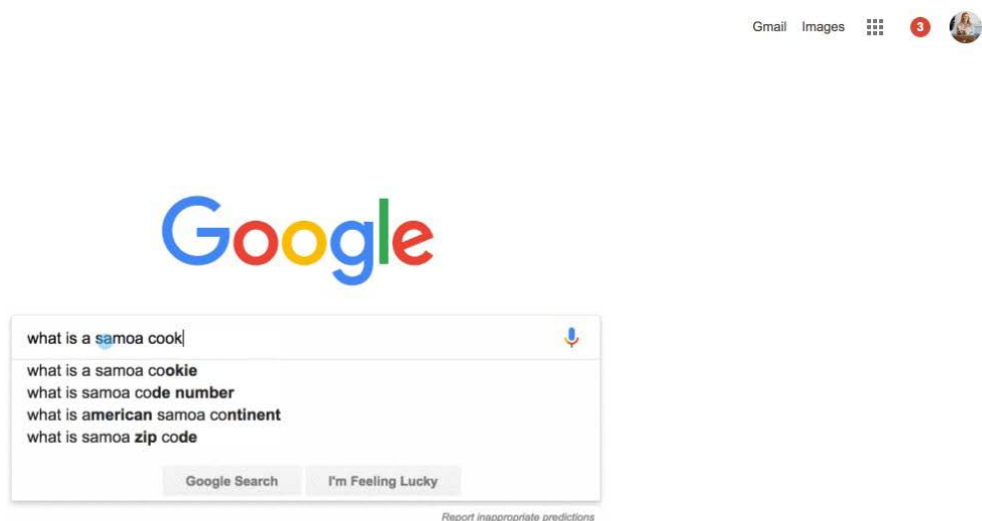 Gmail Images 3
Google
what is a samoa cook
what is a samoa cookie
what is samoa code number
what is american samoa continent
what is samoa zip code
Google Search I'm Feeling Lucky
Report inappropriate predictions